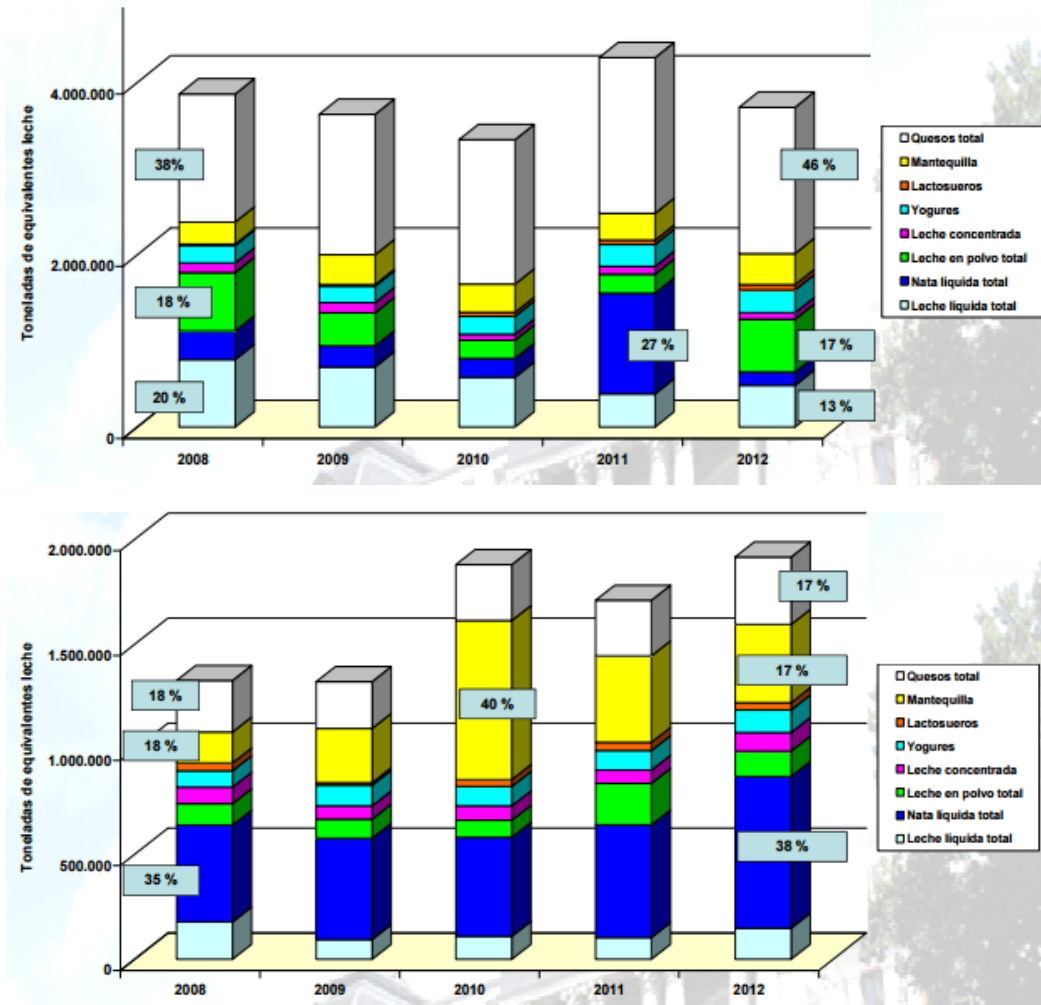 Toneladas de equivalentes leche
4.000.000
2.000.000
0
38%
18 %
20 %
27 %
46 %
17 %
13 %
2008
2009
2010
2011
2012
Quesos total
Mantequilla
Lactosueros
Yogures
Leche concentrada
Leche en polvo total
Nata líquida total
Leche líquida total
Toneladas de equivalentes leche
2.000.000
1.500.000
1.000.000
500.000
0
18 %
18 %
35 %
40 %
17 %
17 %
38 %
2008
2009
2010
2011
2012
Quesos total
Mantequilla
Lactosueros
Yogures
Leche concentrada
Leche en polvo total
Nata líquida total
Leche líquida total